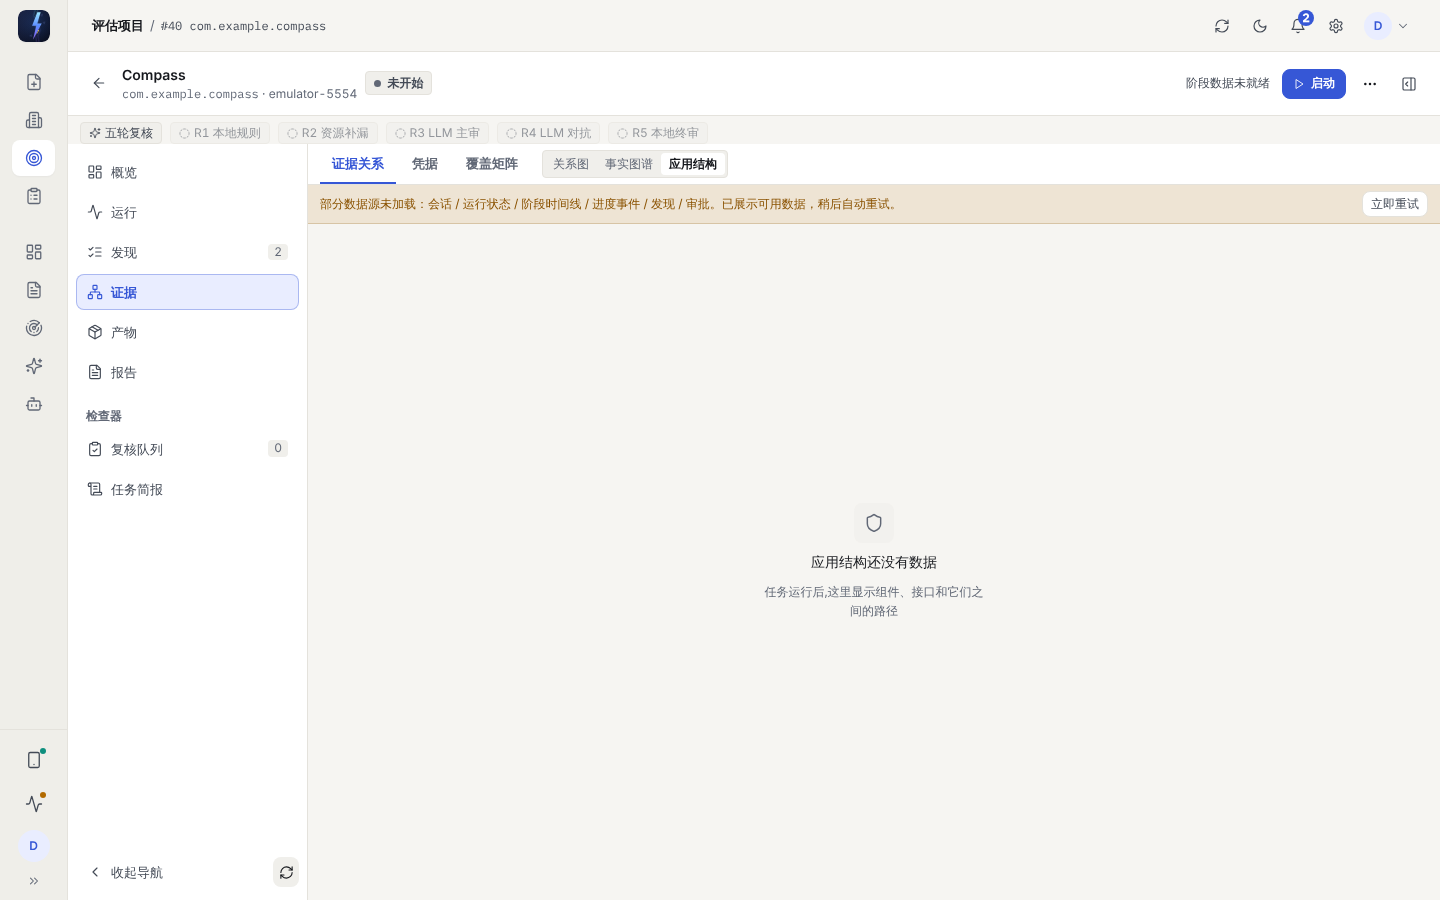 评估项目 / #40 com.example.compass
2
D
Compass
com.example.compass · emulator-5554
未开始
阶段数据未就绪
启动
五轮复核
R1 本地规则
R2 资源补漏
R3 LLM 主审
R4 LLM 对抗
R5 本地终审
概览
运行
发现
2
证据
产物
报告
检查器
复核队列
0
任务简报
收起导航
证据关系
凭据
覆盖矩阵
关系图
事实图谱
应用结构
部分数据源未加载：会话 / 运行状态 / 阶段时间线 / 进度事件 / 发现 / 审批。已展示可用数据，稍后自动重试。
立即重试
应用结构还没有数据
任务运行后,这里显示组件、接口和它们之
间的路径
D